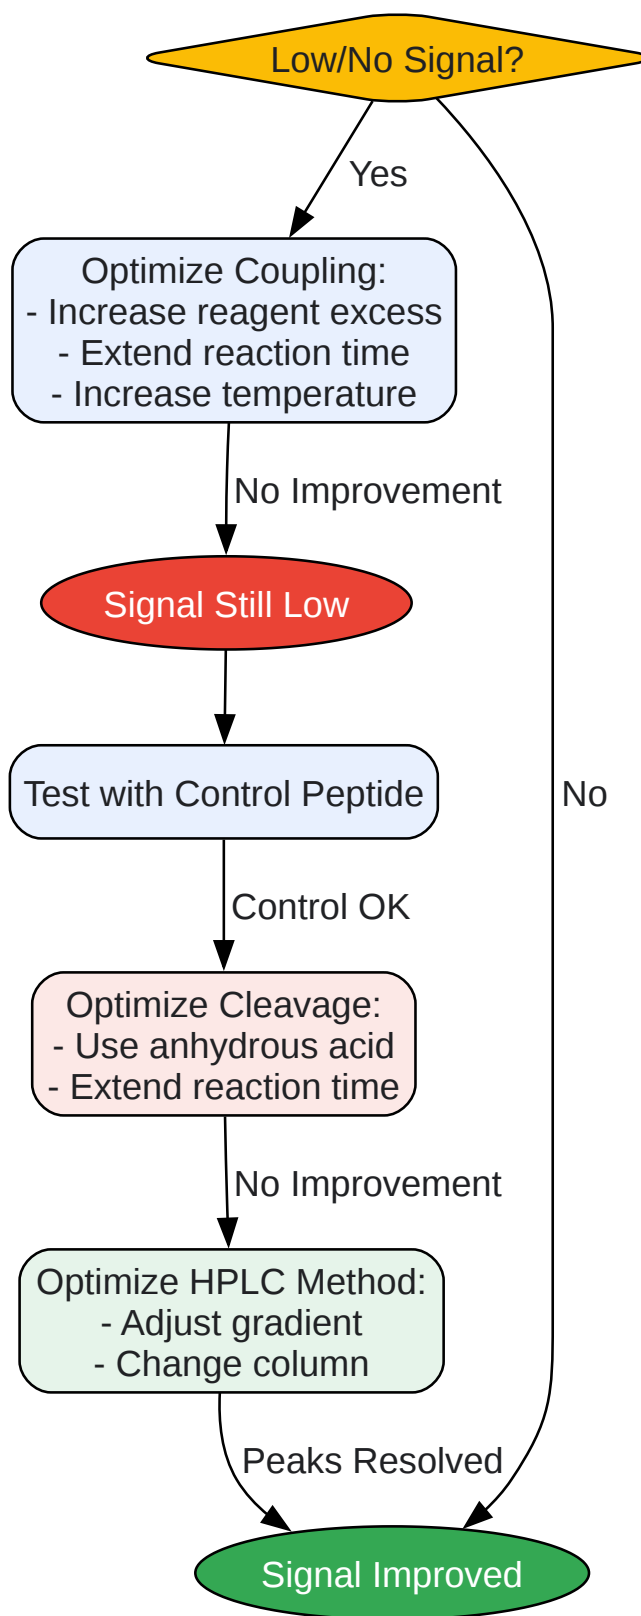 Low/No Signal?
Yes
Optimize Coupling:
- Increase reagent excess
- Extend reaction time
- Increase temperature
No Improvement
Signal Still Low
Test with Control Peptide
No
Control OK
Optimize Cleavage:
- Use anhydrous acid
- Extend reaction time
No Improvement
Optimize HPLC Method:
- Adjust gradient
- Change column
Peaks Resolved
Signal Improved